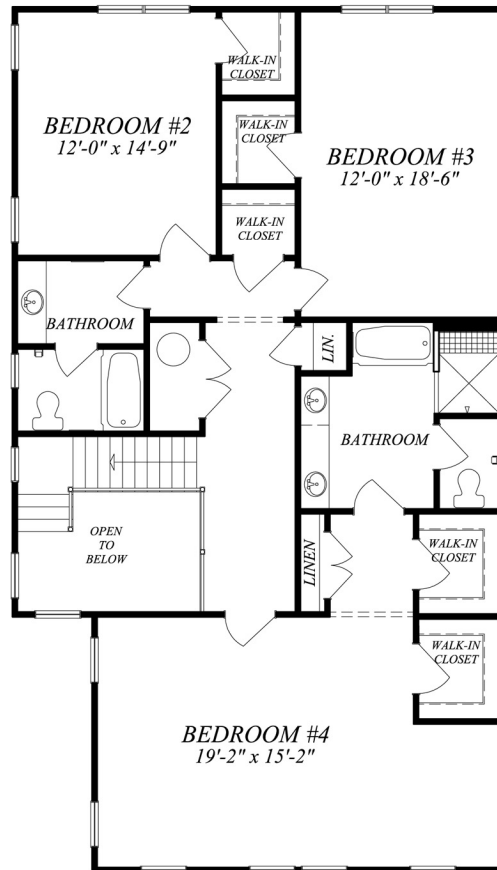 WALK-IN
CLOSET
BEDROOM #2
12'-0" x 14'-9"
WALK-IN
CLOSET
BEDROOM #3
12'-0" x 18'-6"
WALK-IN
CLOSET
BATHROOM
LIN.
BATHROOM
OPEN
TO
BELOW
LINEN
WALK-IN
CLOSET
WALK-IN
CLOSET
BEDROOM #4
19'-2" x 15'-2"